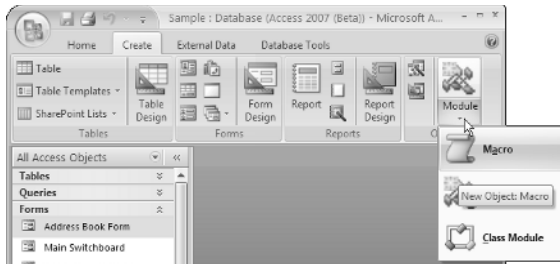 Sample : Database (Access 2007 (Beta)) - Microsoft A...
Home Create External Data Database Tools
Table
Table Templates
SharePoint Lists
Table Design
Form Design
Report
Report Design
Module
Tables Forms Reports
All Access Objects
Tables
Queries
Forms
Address Book Form
Main Switchboard
Macro
New Object: Macro
Class Module